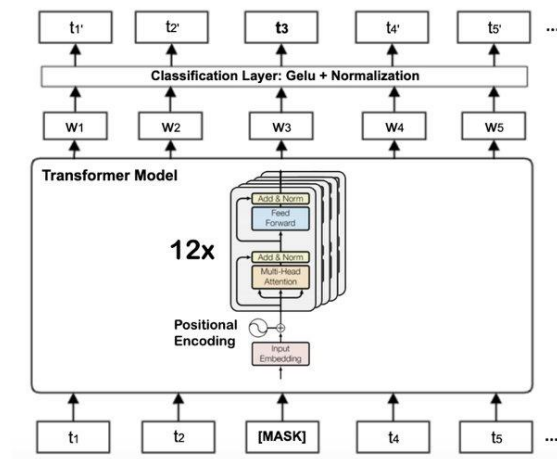 t1' t2' t3 t4' t5' ...
Classification Layer: Gelu + Normalization
w1 w2 w3 w4 w5
Transformer Model
Add & Norm
Feed
Forward
12x
Add & Norm
Multi-Head
Attention
Positional
Encoding
Input
Embedding
t1 t2 [MASK] t4 t5 ...